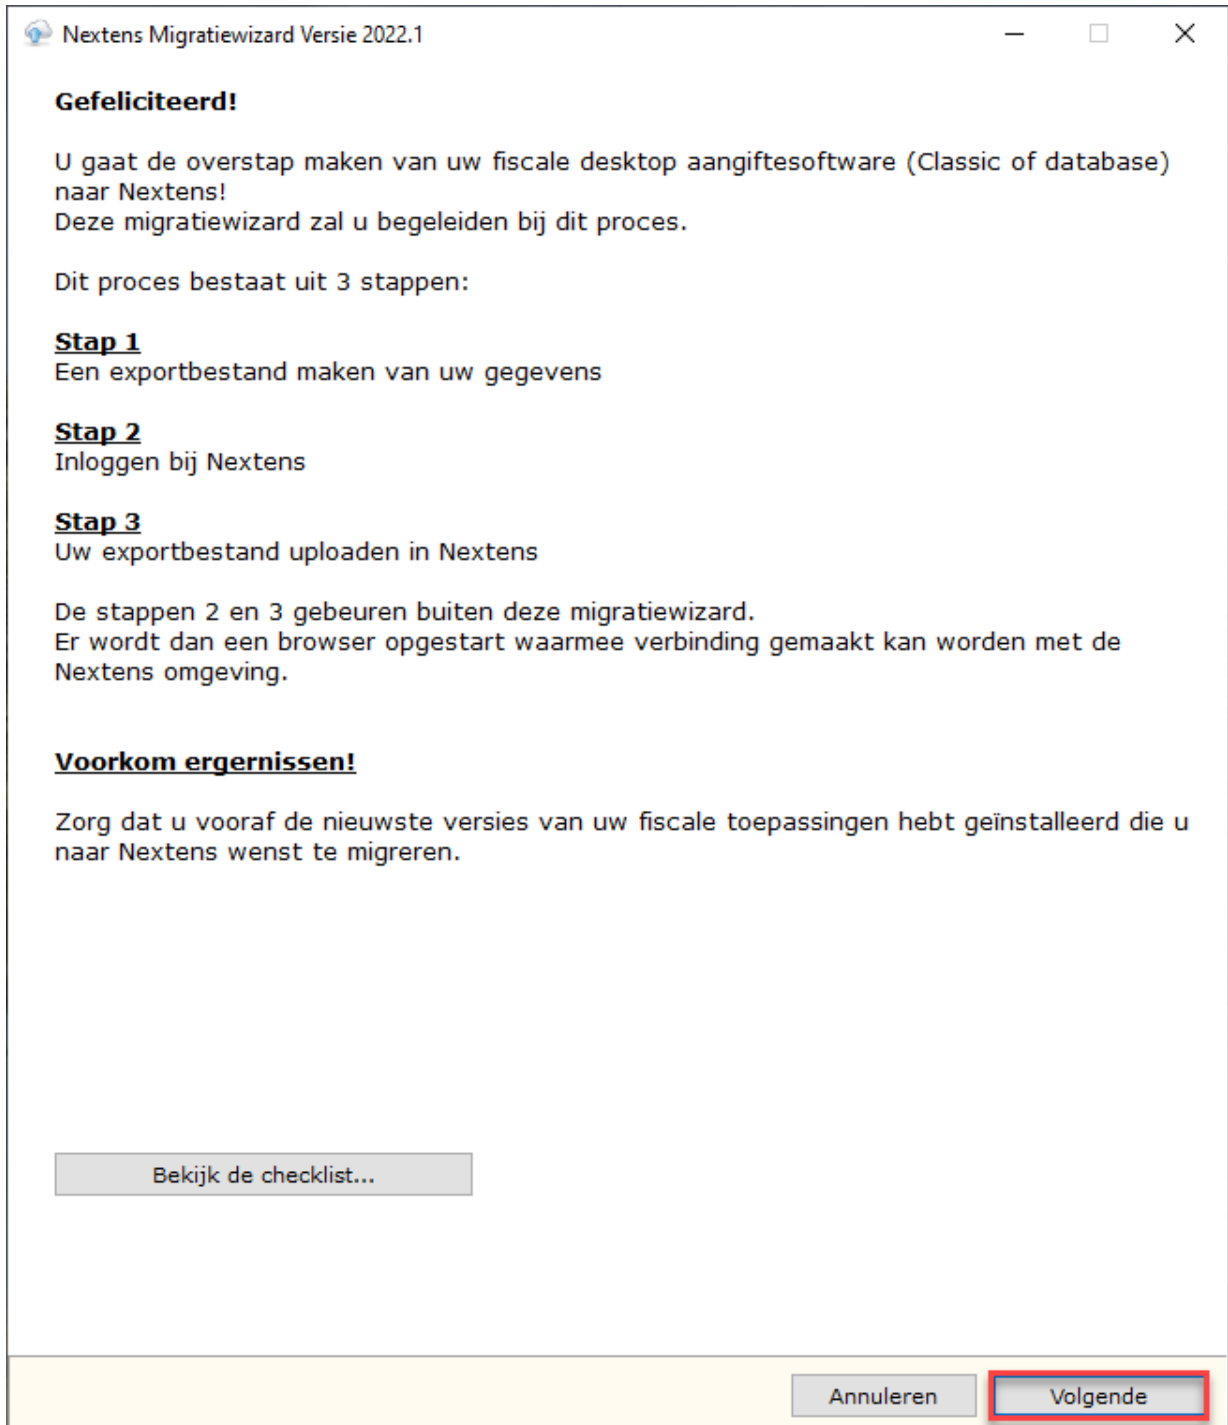 Nextens Migratiewizard Versie 2022.1
Gefeliciteerd!
U gaat de overstap maken van uw fiscale desktop aangiftesoftware (Classic of database)
naar Nextens!
Deze migratiewizard zal u begeleiden bij dit proces.
Dit proces bestaat uit 3 stappen:
Stap 1
Een exportbestand maken van uw gegevens
Stap 2
Inloggen bij Nextens
Stap 3
Uw exportbestand uploaden in Nextens
De stappen 2 en 3 gebeuren buiten deze migratiewizard.
Er wordt dan een browser opgestart waarmee verbinding gemaakt kan worden met de
Nextens omgeving.
Voorkom ergernissen!
Zorg dat u vooraf de nieuwste versies van uw fiscale toepassingen hebt geïnstalleerd die u
naar Nextens wenst te migreren.
Bekijk de checklist...
Annuleren
Volgende